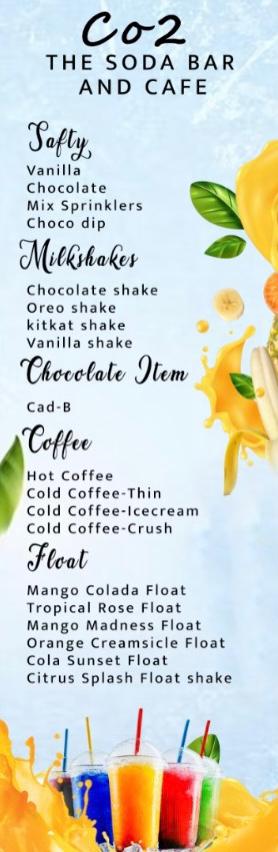 Co2
THE SODA BAR
AND CAFE
Safty
Vanilla
Chocolate
Mix Sprinklers
Choco dip
Milkshakes
Chocolate shake
Oreo shake
kitkat shake
Vanilla shake
Chocolate Item
Cad-B
Coffee
Hot Coffee
Cold Coffee-Thin
Cold Coffee-Icecream
Cold Coffee-Crush
Float
Mango Colada Float
Tropical Rose Float
Mango Madness Float
Orange Creamsicle Float
Cola Sunset Float
Citrus Splash Float shake